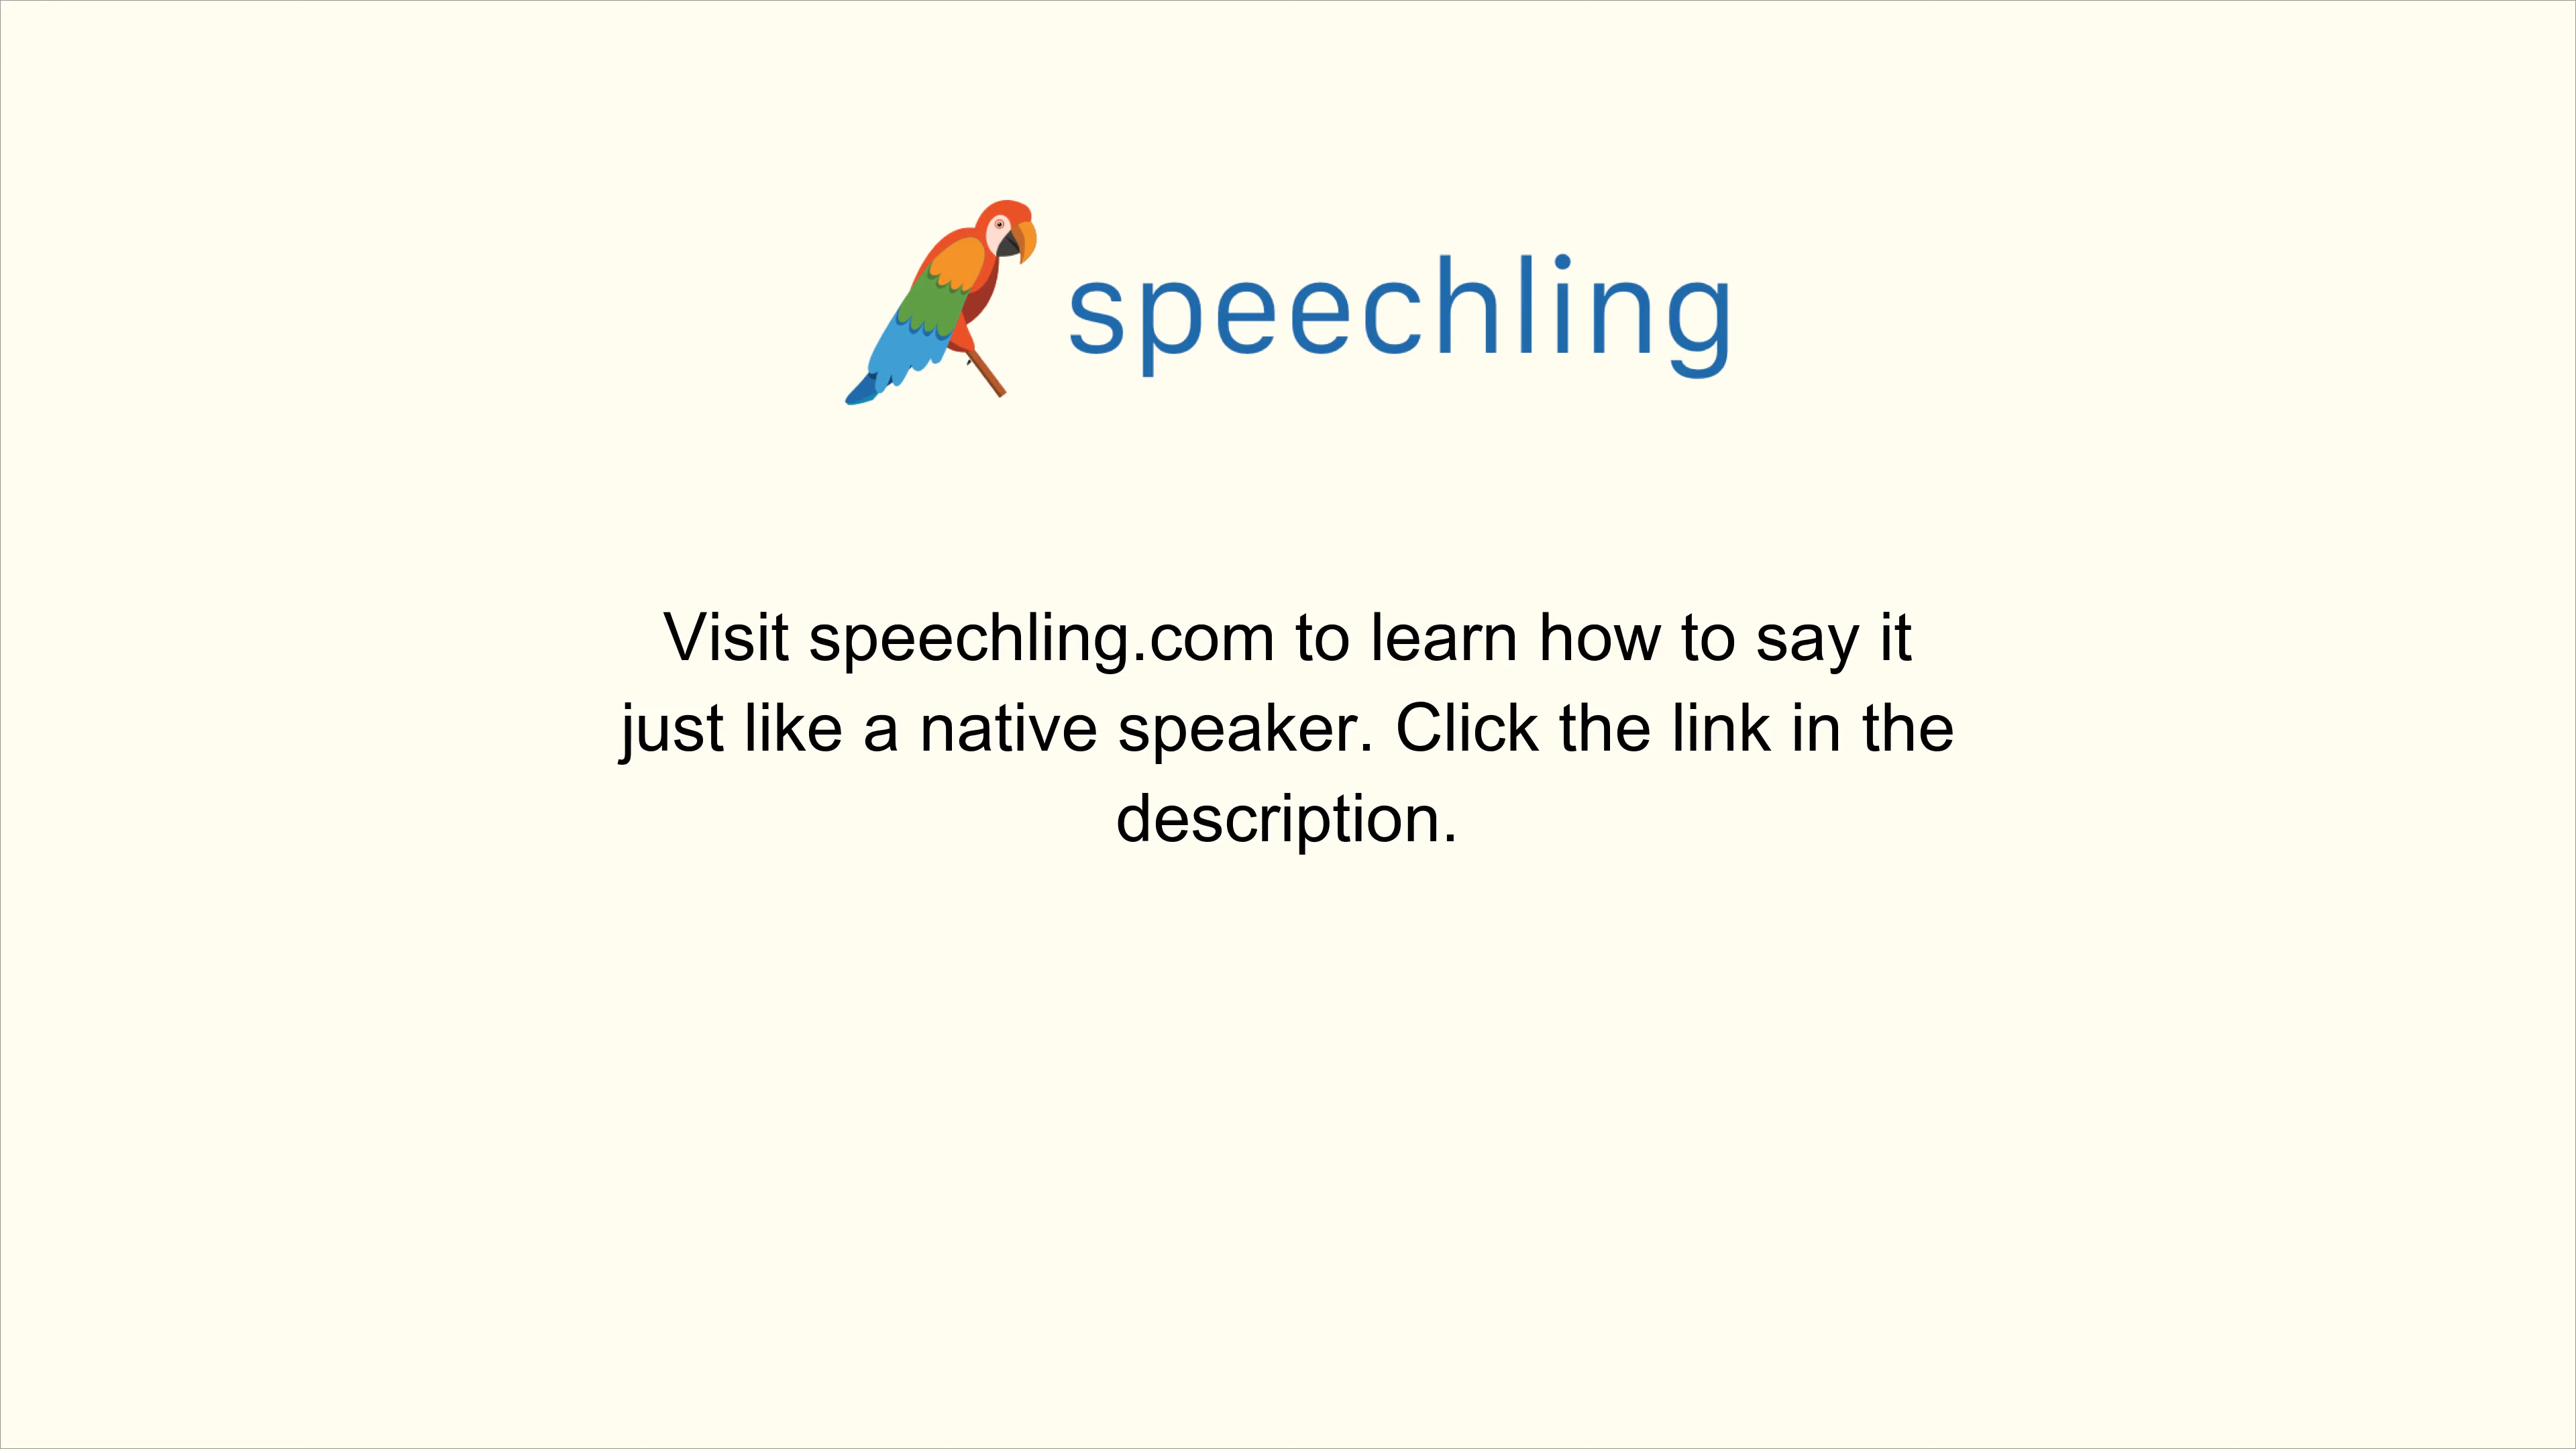 speechling
Visit speechling.com to learn how to say it
just like a native speaker. Click the link in the
description.